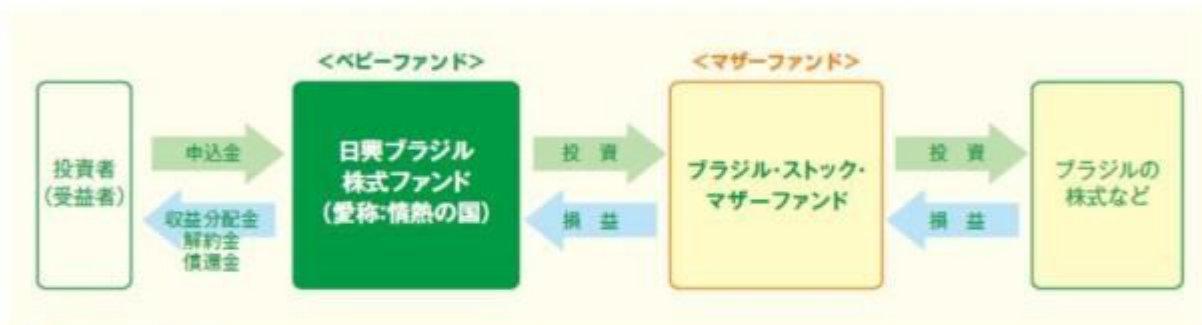 <ベビーファンド>
<マザーファンド>
投資者
(受益者)
申込金
収益分配金
解約金
償還金
日興ブラジル
株式ファンド
(愛称:情熱の国)
投 資
損 益
ブラジル・ストック・
マザーファンド
投 資
損 益
ブラジルの
株式など